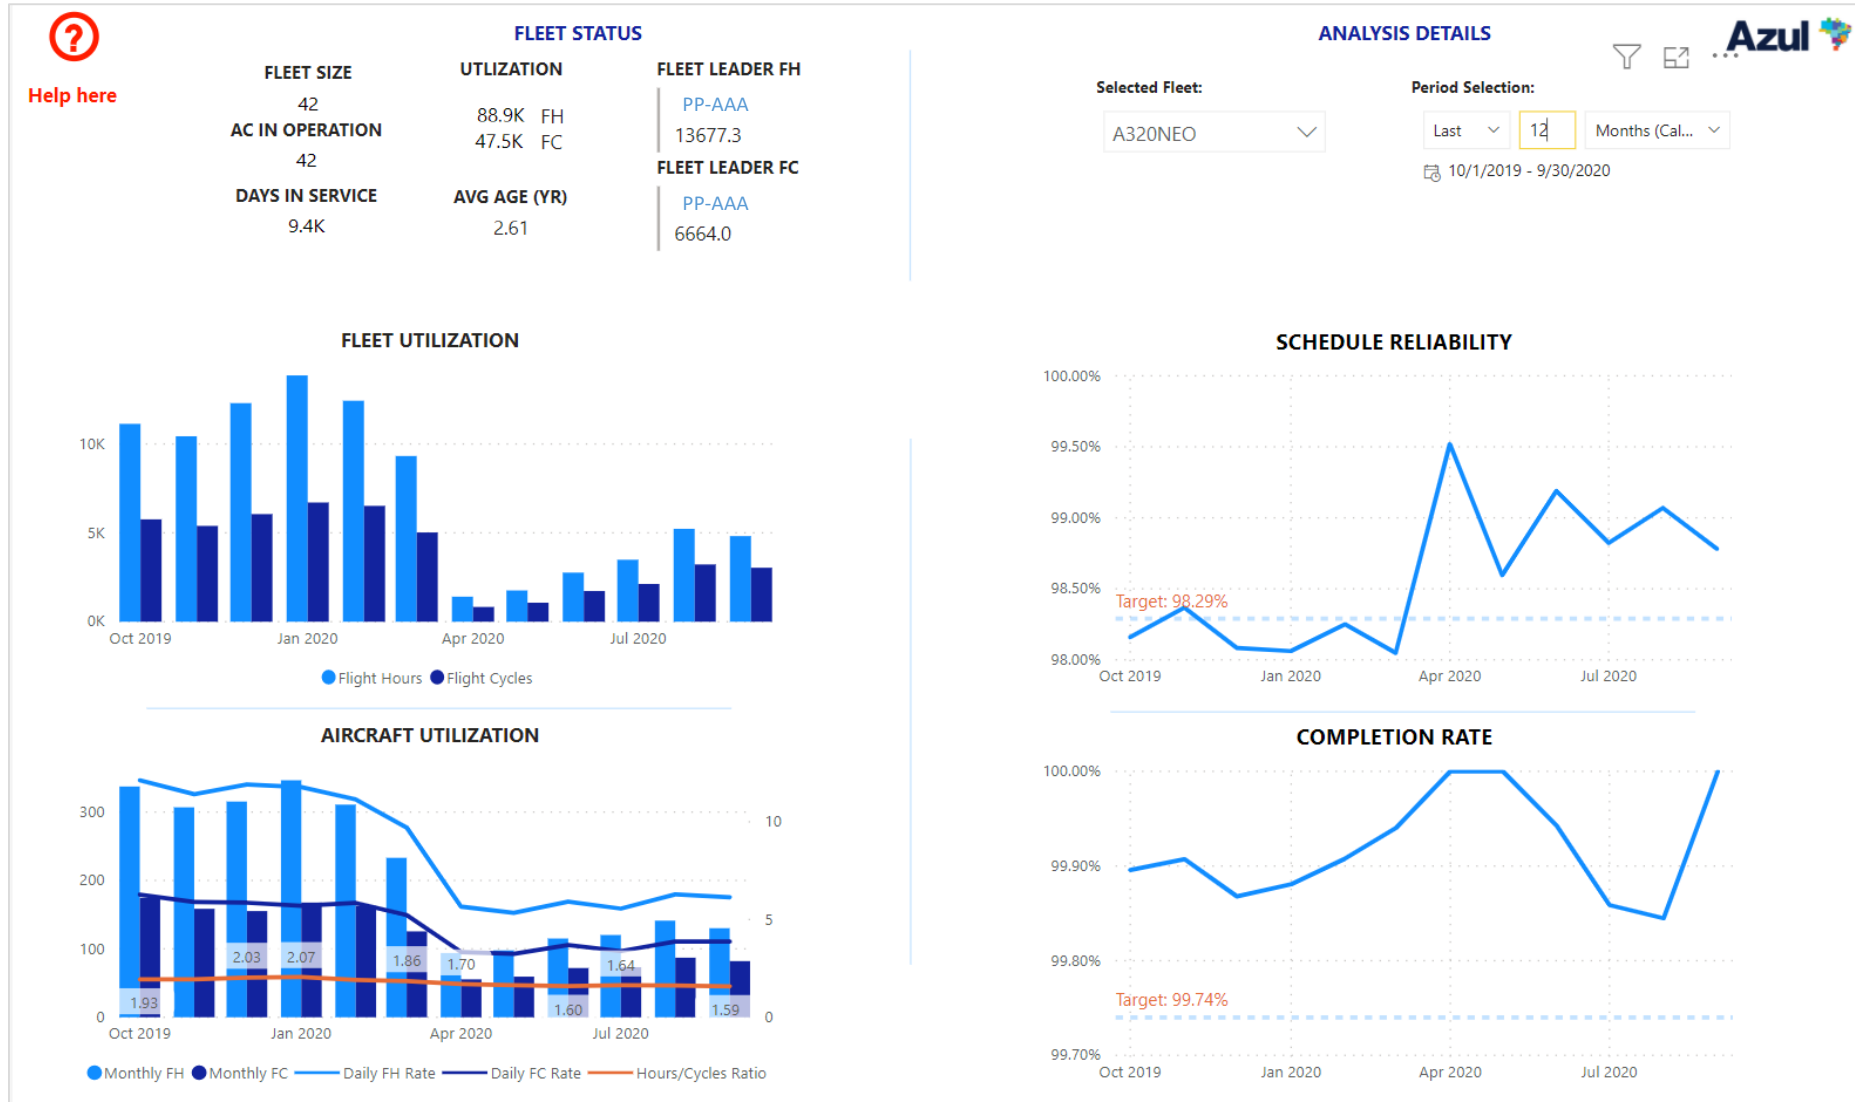 ?
Help here
FLEET STATUS
FLEET SIZE
42
AC IN OPERATION
42
DAYS IN SERVICE
9.4K
UTLIZATION
88.9K FH
47.5K FC
AVG AGE (YR)
2.61
FLEET LEADER FH
PP-AAA
13677.3
FLEET LEADER FC
PP-AAA
6664.0
ANALYSIS DETAILS
Azul
Selected Fleet:
A320NEO
Period Selection:
Last 12 Months (Cal...
10/1/2019 - 9/30/2020
FLEET UTILIZATION
10K
5K
0K
Oct 2019 Jan 2020 Apr 2020 Jul 2020
Flight Hours Flight Cycles
SCHEDULE RELIABILITY
100.00%
99.50%
99.00%
98.50%
Target: 98.29%
98.00%
Oct 2019 Jan 2020 Apr 2020 Jul 2020
AIRCRAFT UTILIZATION
300
200
100
0
10
5
0
1.93 2.03 2.07 1.86 1.70 1.60 1.64 1.59
Oct 2019 Jan 2020 Apr 2020 Jul 2020
Monthly FH Monthly FC Daily FH Rate Daily FC Rate Hours/Cycles Ratio
COMPLETION RATE
100.00%
99.90%
99.80%
Target: 99.74%
99.70%
Oct 2019 Jan 2020 Apr 2020 Jul 2020